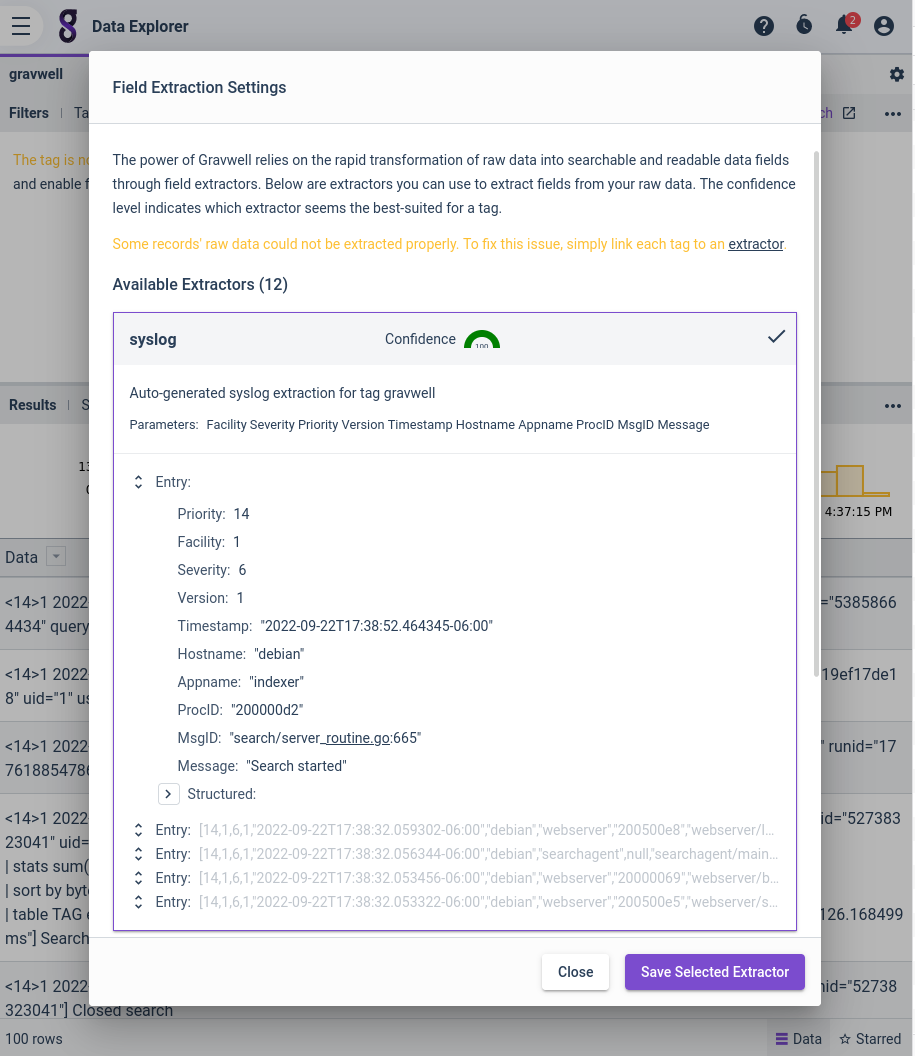 Data Explorer
2
gravwell
Filters
Ta
ch
The tag is no
and enable f
Field Extraction Settings
The power of Gravwell relies on the rapid transformation of raw data into searchable and readable data fields
through field extractors. Below are extractors you can use to extract fields from your raw data. The confidence
level indicates which extractor seems the best-suited for a tag.
Some records' raw data could not be extracted properly. To fix this issue, simply link each tag to an extractor.
Available Extractors (12)
syslog
Confidence
100
Auto-generated syslog extraction for tag gravwell
Parameters: Facility Severity Priority Version Timestamp Hostname Appname ProcID MsgID Message
Entry:
Priority: 14
Facility: 1
Severity: 6
Version: 1
Timestamp: "2022-09-22T17:38:52.464345-06:00"
Hostname: "debian"
Appname: "indexer"
ProcID: "200000d2"
MsgID: "search/server_routine.go:665"
Message: "Search started"
Structured:
Entry: [14,1,6,1,"2022-09-22T17:38:32.059302-06:00","debian","webserver","200500e8","webserver/l...
Entry: [14,1,6,1,"2022-09-22T17:38:32.056344-06:00","debian","searchagent",null,"searchagent/main...
Entry: [14,1,6,1,"2022-09-22T17:38:32.053456-06:00","debian","webserver","20000069","webserver/b...
Entry: [14,1,6,1,"2022-09-22T17:38:32.053322-06:00","debian","webserver","200500e5","webserver/s...
Close
Save Selected Extractor
Results
S
13
4:37:15 PM
Data
<14>1 2022
="5385866
4434" query
<14>1 2022
19ef17de1
8" uid="1" us
<14>1 2022
" runid="17
761885478
<14>1 2022
id="527383
23041" uid=
| stats sum(
| sort by byt
| table TAG
126.168499
ms"] Search
<14>1 2022
nid="52738
323041"] Closed search
100 rows
Data
Starred